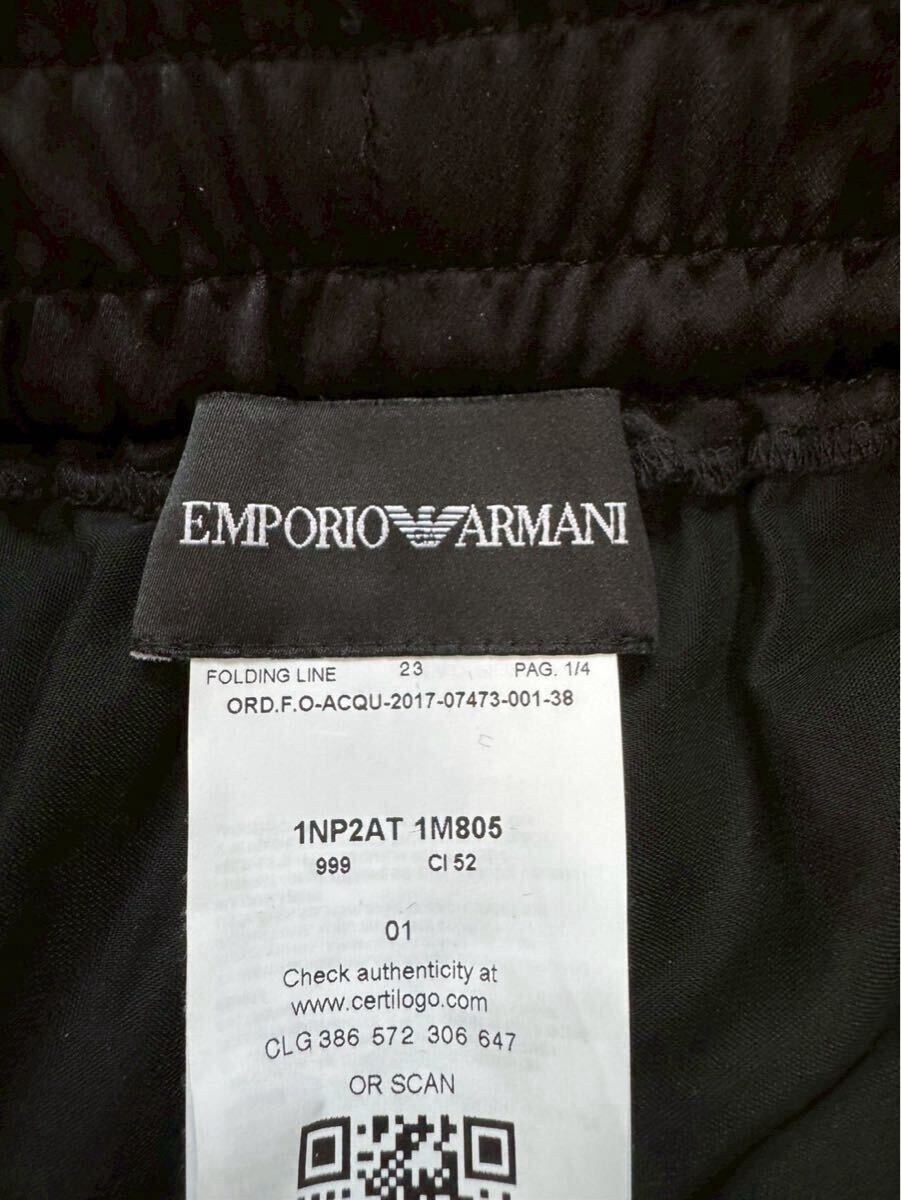 EMPORIO ARMANI
FOLDING LINE 23 PAG. 1/4
ORD.F.O-ACQU-2017-07473-001-38
1NP2AT 1M805
999 CI 52
01
Check authenticity at
www.certilogo.com
CLG 386 572 306 647
OR SCAN